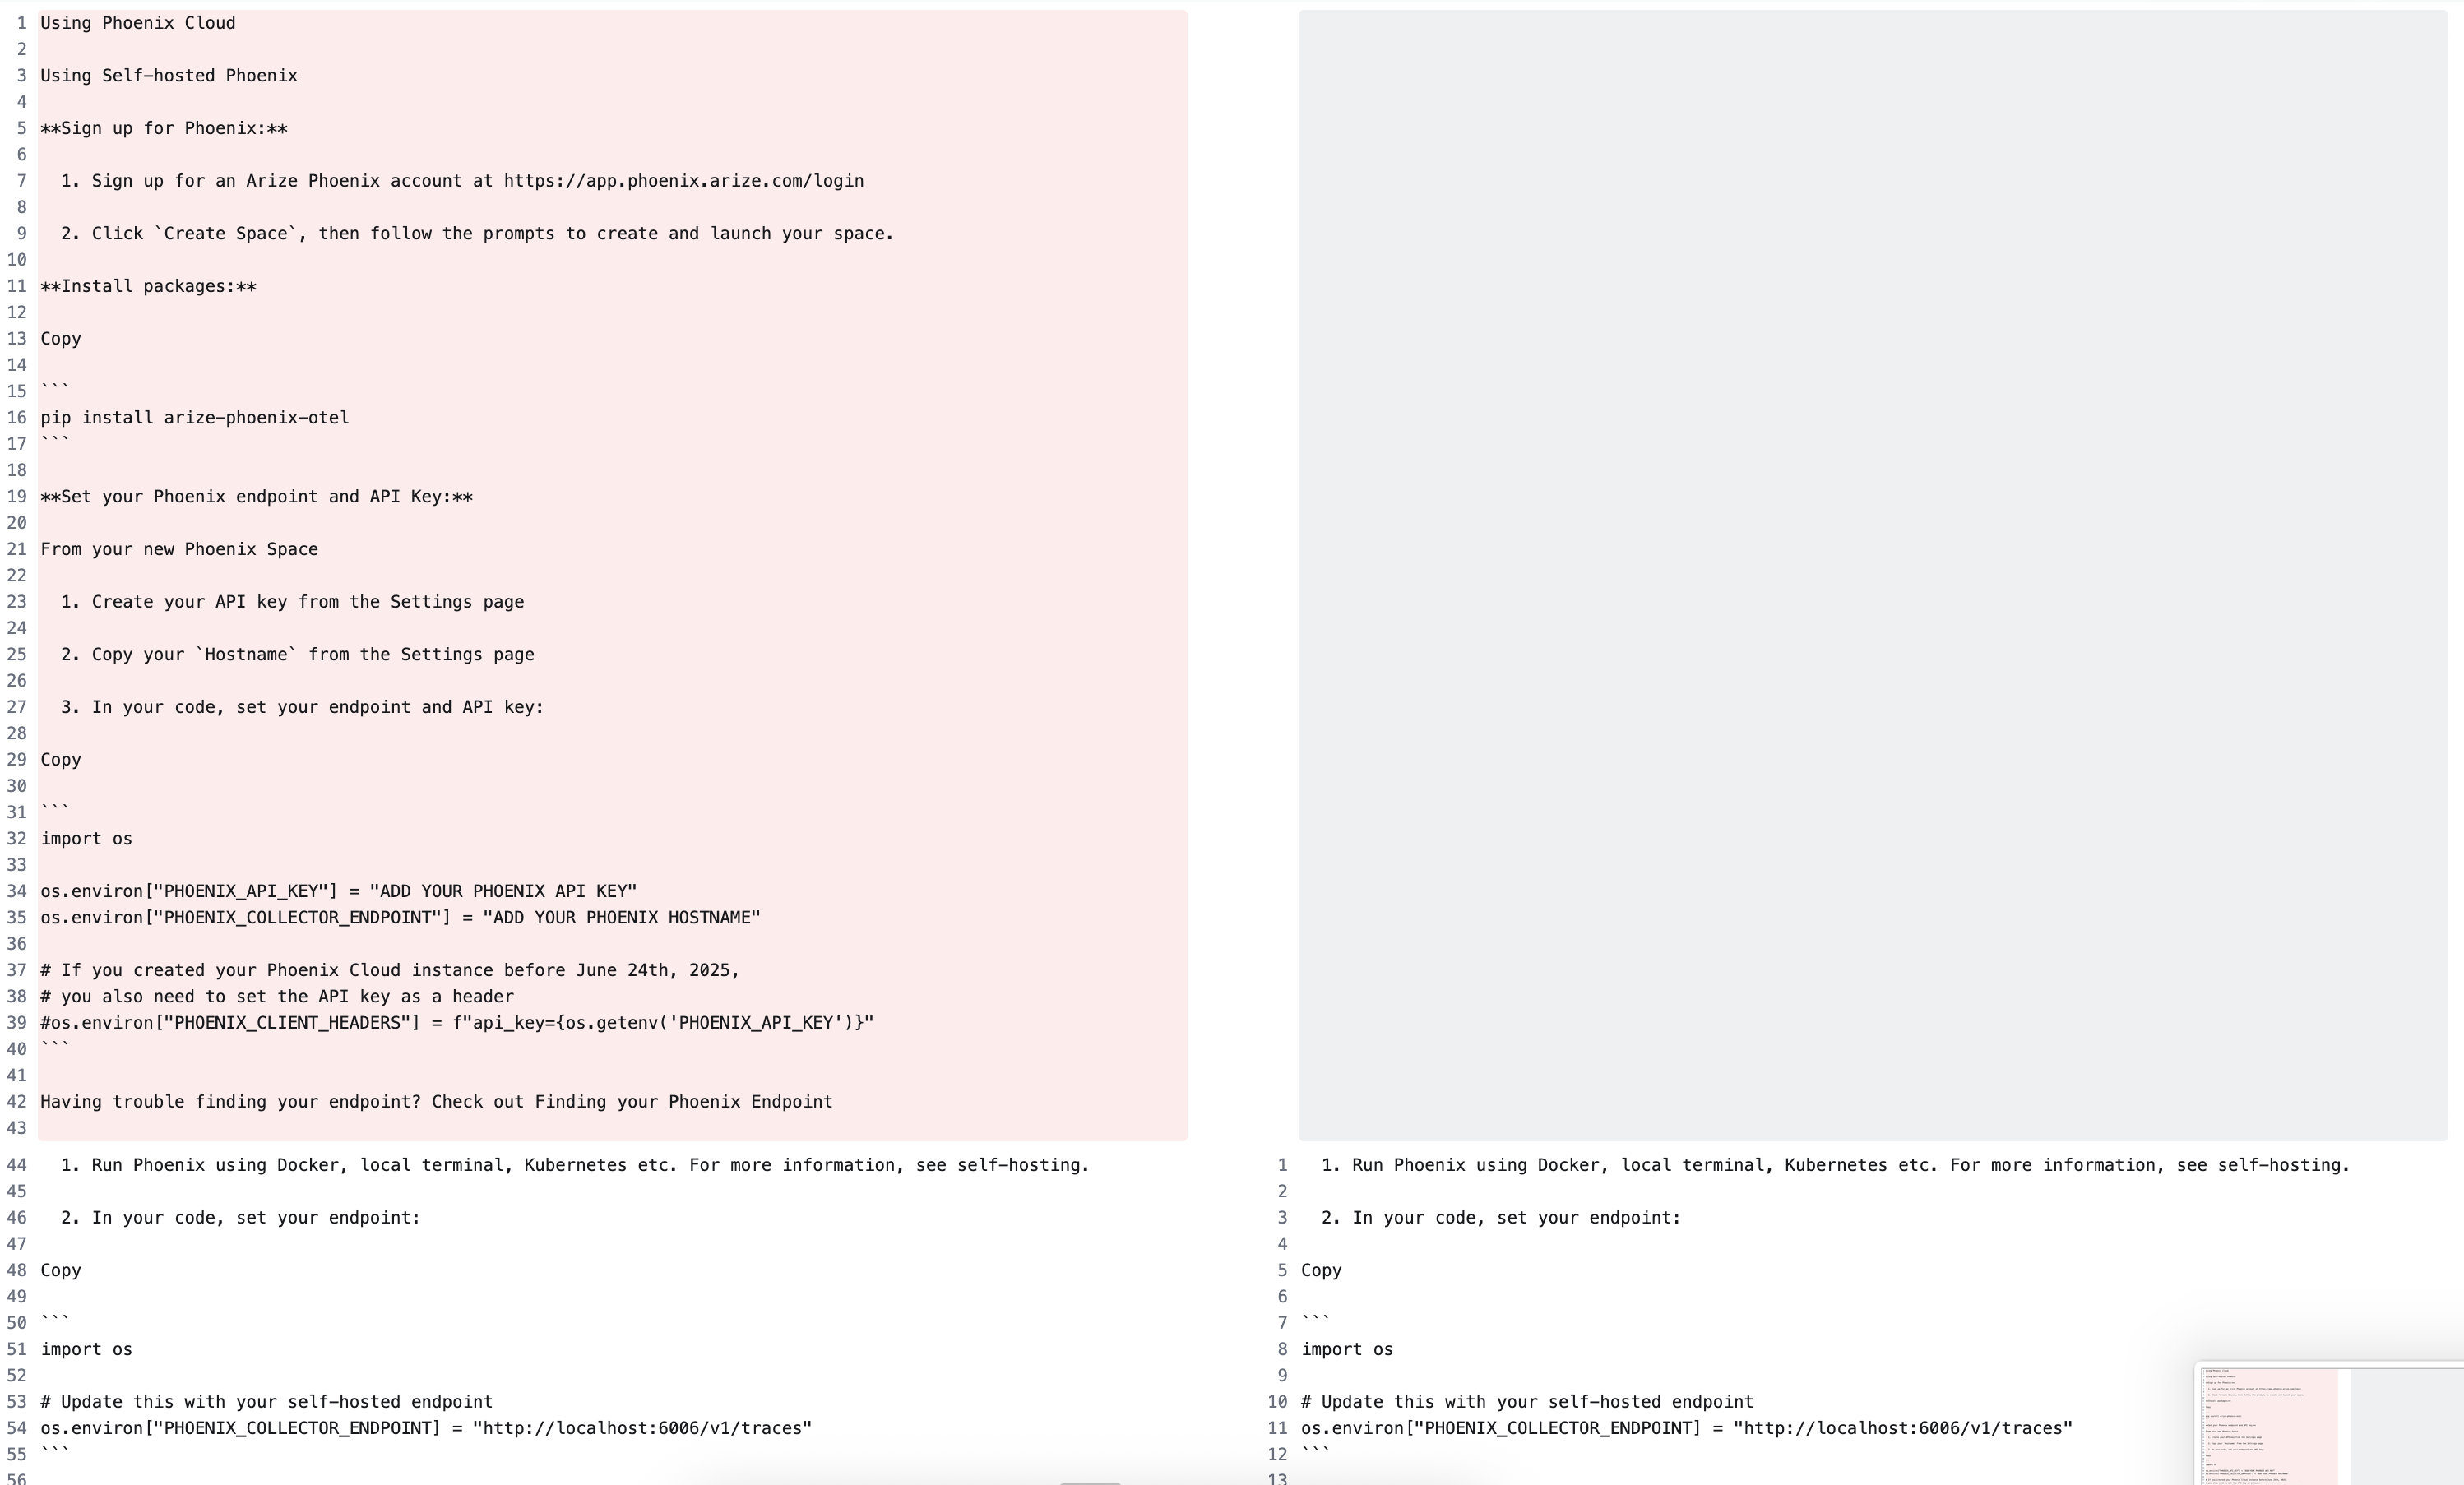 1 Using Phoenix Cloud
2
3 Using Self-hosted Phoenix
4
5 **Sign up for Phoenix:**
6
7   1. Sign up for an Arize Phoenix account at https://app.phoenix.arize.com/login
8
9   2. Click `Create Space`, then follow the prompts to create and launch your space.
10
11 **Install packages:**
12
13 Copy
14
15 ```
16 pip install arize-phoenix-otel
17 ```
18
19 **Set your Phoenix endpoint and API Key:**
20
21 From your new Phoenix Space
22
23   1. Create your API key from the Settings page
24
25   2. Copy your `Hostname` from the Settings page
26
27   3. In your code, set your endpoint and API key:
28
29 Copy
30
31 ```
32 import os
33
34 os.environ["PHOENIX_API_KEY"] = "ADD YOUR PHOENIX API KEY"
35 os.environ["PHOENIX_COLLECTOR_ENDPOINT"] = "ADD YOUR PHOENIX HOSTNAME"
36
37 # If you created your Phoenix Cloud instance before June 24th, 2025,
38 # you also need to set the API key as a header
39 #os.environ["PHOENIX_CLIENT_HEADERS"] = f"api_key={os.getenv('PHOENIX_API_KEY')}"
40 ```
41
42 Having trouble finding your endpoint? Check out Finding your Phoenix Endpoint
43
44   1. Run Phoenix using Docker, local terminal, Kubernetes etc. For more information, see self-hosting.
45
46   2. In your code, set your endpoint:
47
48 Copy
49
50 ```
51 import os
52
53 # Update this with your self-hosted endpoint
54 os.environ["PHOENIX_COLLECTOR_ENDPOINT] = "http://localhost:6006/v1/traces"
55 ```
56
1   1. Run Phoenix using Docker, local terminal, Kubernetes etc. For more information, see self-hosting.
2
3   2. In your code, set your endpoint:
4
5 Copy
6
7 ```
8 import os
9
10 # Update this with your self-hosted endpoint
11 os.environ["PHOENIX_COLLECTOR_ENDPOINT] = "http://localhost:6006/v1/traces"
12 ```
13